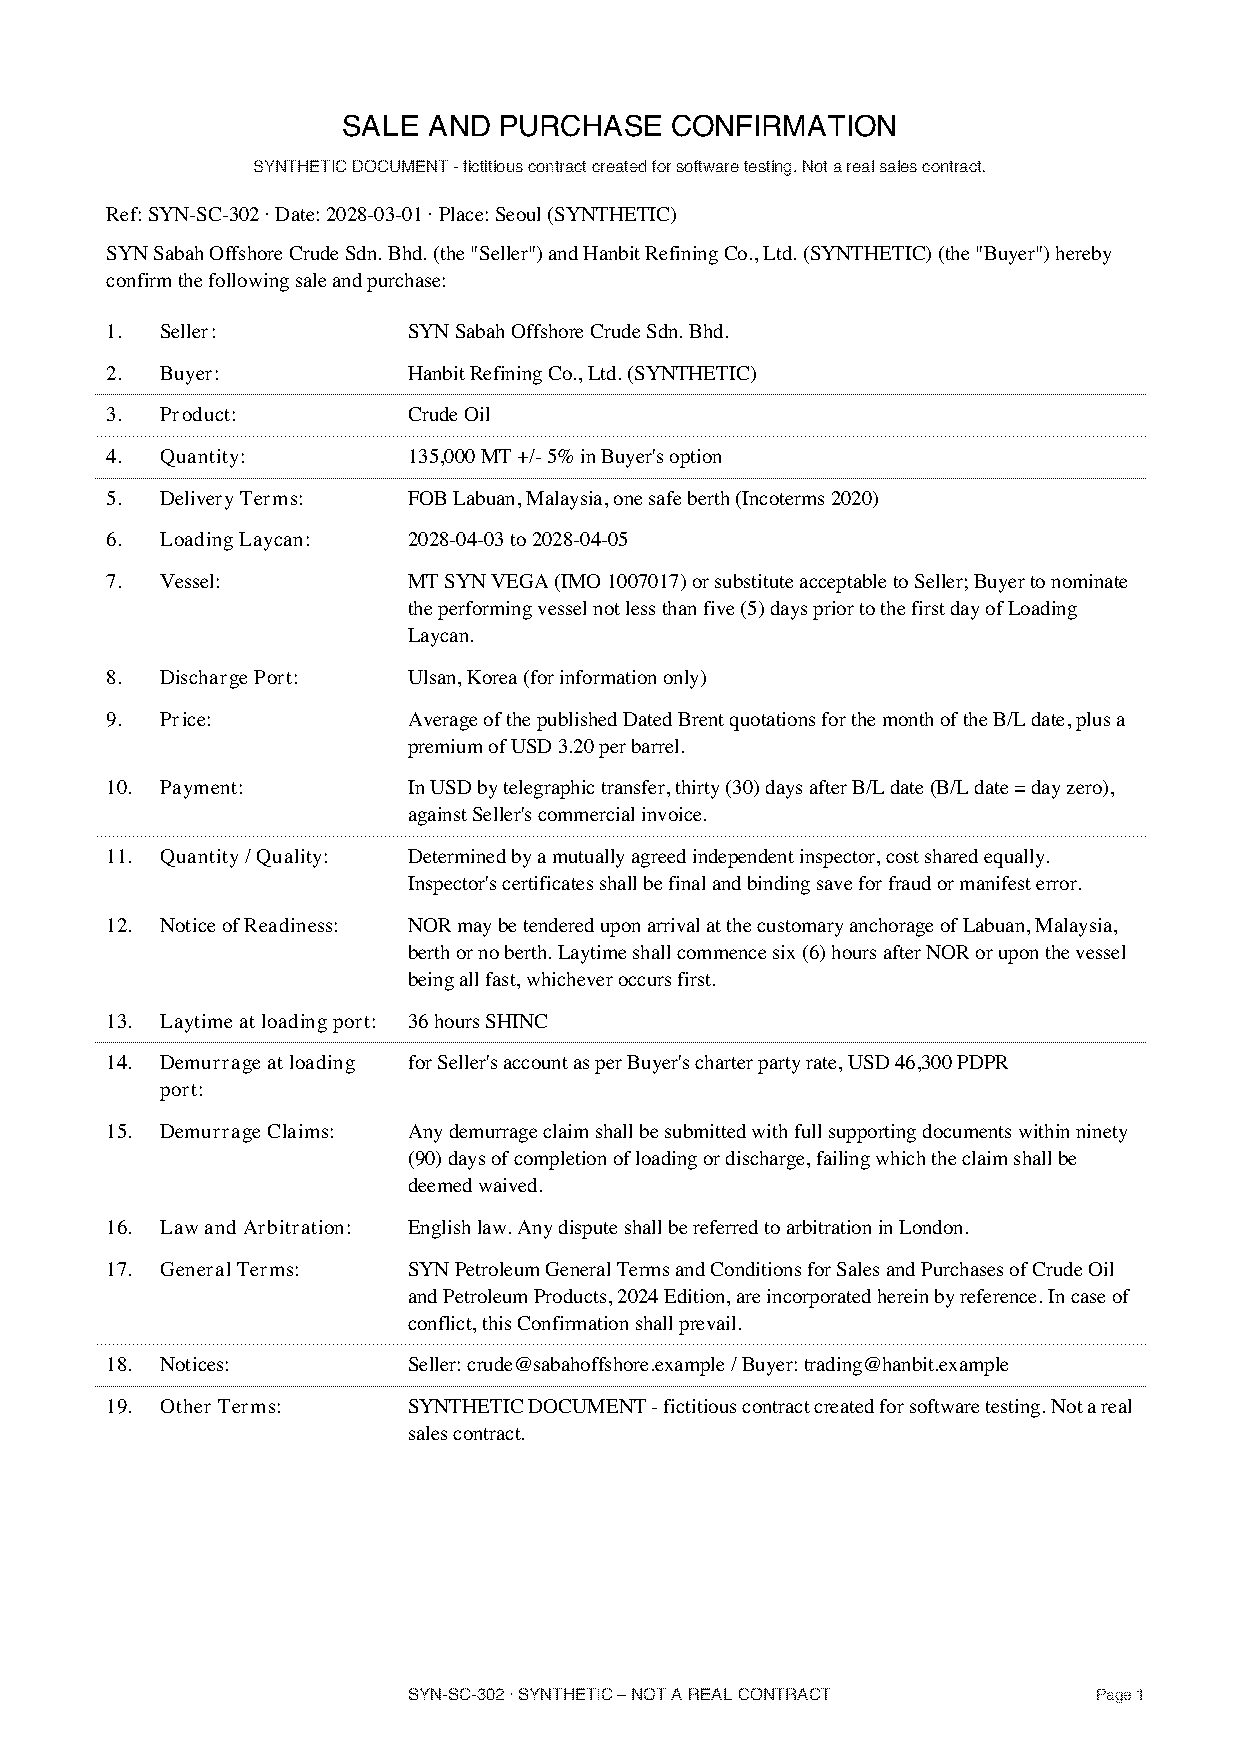 SALE AND PURCHASE CONFIRMATION
SYNTHETIC DOCUMENT - fictitious contract created for software testing. Not a real sales contract.
Ref: SYN-SC-302 · Date: 2028-03-01 · Place: Seoul (SYNTHETIC)
SYN Sabah Offshore Crude Sdn. Bhd. (the "Seller") and Hanbit Refining Co., Ltd. (SYNTHETIC) (the "Buyer") hereby
confirm the following sale and purchase:
1. Seller: SYN Sabah Offshore Crude Sdn. Bhd.
2. Buyer: Hanbit Refining Co., Ltd. (SYNTHETIC)
3. Product: Crude Oil
4. Quantity: 135,000 MT +/- 5% in Buyer's option
5. Delivery Terms: FOB Labuan, Malaysia, one safe berth (Incoterms 2020)
6. Loading Laycan: 2028-04-03 to 2028-04-05
7. Vessel: MT SYN VEGA (IMO 1007017) or substitute acceptable to Seller; Buyer to nominate
the performing vessel not less than five (5) days prior to the first day of Loading
Laycan.
8. Discharge Port: Ulsan, Korea (for information only)
9. Price: Average of the published Dated Brent quotations for the month of the B/L date, plus a
premium of USD 3.20 per barrel.
10. Payment: In USD by telegraphic transfer, thirty (30) days after B/L date (B/L date = day zero),
against Seller's commercial invoice.
11. Quantity / Quality: Determined by a mutually agreed independent inspector, cost shared equally.
Inspector's certificates shall be final and binding save for fraud or manifest error.
12. Notice of Readiness: NOR may be tendered upon arrival at the customary anchorage of Labuan, Malaysia,
berth or no berth. Laytime shall commence six (6) hours after NOR or upon the vessel
being all fast, whichever occurs first.
13. Laytime at loading port: 36 hours SHINC
14. Demurrage at loading for Seller's account as per Buyer's charter party rate, USD 46,300 PDPR
port:
15. Demurrage Claims: Any demurrage claim shall be submitted with full supporting documents within ninety
(90) days of completion of loading or discharge, failing which the claim shall be
deemed waived.
16. Law and Arbitration: English law. Any dispute shall be referred to arbitration in London.
17. General Terms: SYN Petroleum General Terms and Conditions for Sales and Purchases of Crude Oil
and Petroleum Products, 2024 Edition, are incorporated herein by reference. In case of
conflict, this Confirmation shall prevail.
18. Notices: Seller: crude@sabahoffshore.example / Buyer: trading@hanbit.example
19. Other Terms: SYNTHETIC DOCUMENT - fictitious contract created for software testing. Not a real
sales contract.
SYN-SC-302 · SYNTHETIC – NOT A REAL CONTRACT Page 1